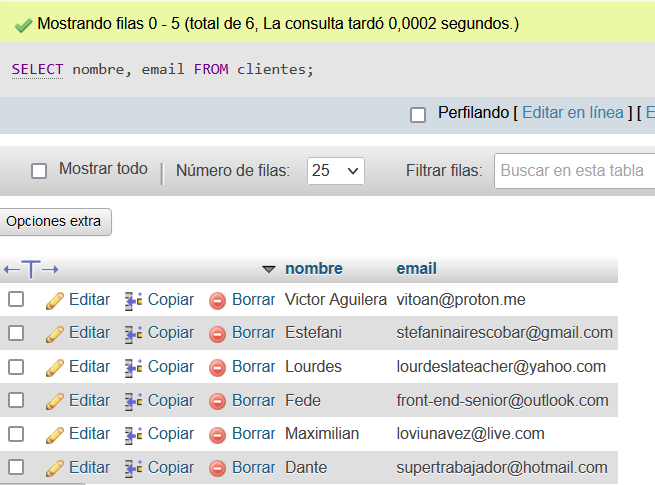 Mostrando filas 0 - 5 (total de 6, La consulta tardó 0,0002 segundos.)
SELECT nombre, email FROM clientes;
Perfilando [ Editar en línea ] [ E
Mostrar todo | Número de filas: 25 Filtrar filas: Buscar en esta tabla
Opciones extra
←T→ nombre email
Editar Copiar Borrar Victor Aguilera vitoan@proton.me
Editar Copiar Borrar Estefani stefaninairescobar@gmail.com
Editar Copiar Borrar Lourdes lourdeslateacher@yahoo.com
Editar Copiar Borrar Fede front-end-senior@outlook.com
Editar Copiar Borrar Maximilian loviunavez@live.com
Editar Copiar Borrar Dante supertrabajador@hotmail.com